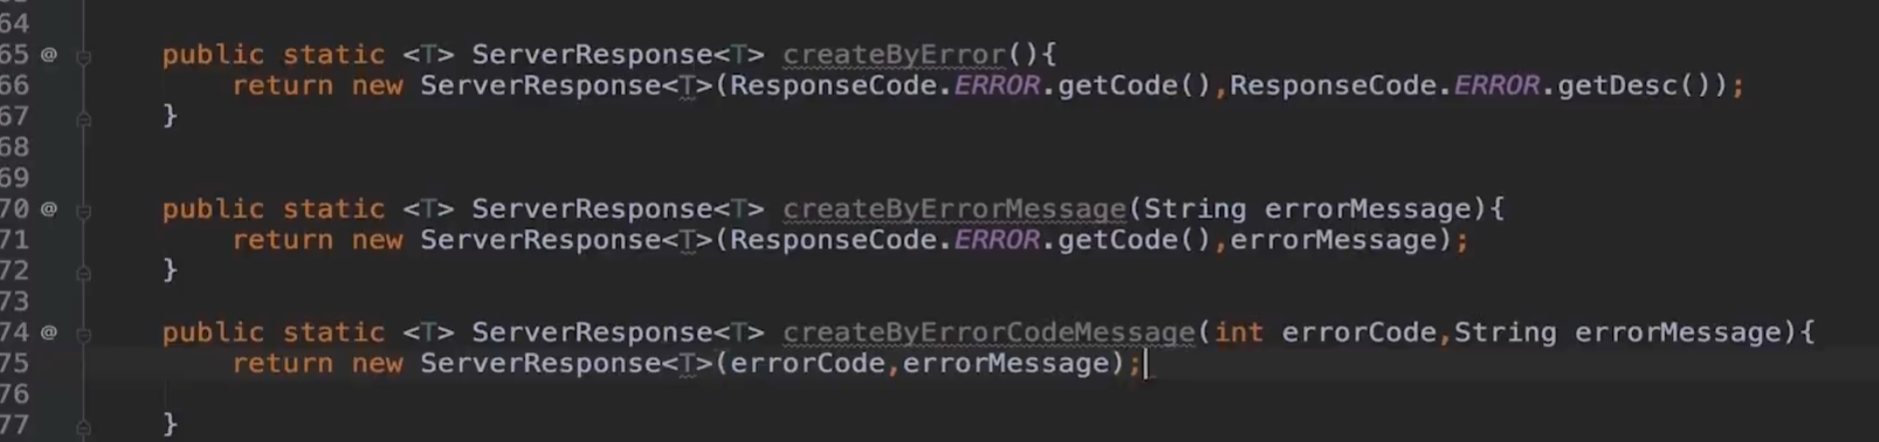 64
65 @ public static <T> ServerResponse<T> createByError(){
66 return new ServerResponse<T>(ResponseCode.ERROR.getCode(),ResponseCode.ERROR.getDesc());
67 }
68
69
70 @ public static <T> ServerResponse<T> createByErrorMessage(String errorMessage){
71 return new ServerResponse<T>(ResponseCode.ERROR.getCode(),errorMessage);
72 }
73
74 @ public static <T> ServerResponse<T> createByErrorCodeMessage(int errorCode,String errorMessage){
75 return new ServerResponse<T>(errorCode,errorMessage);
76
77 }